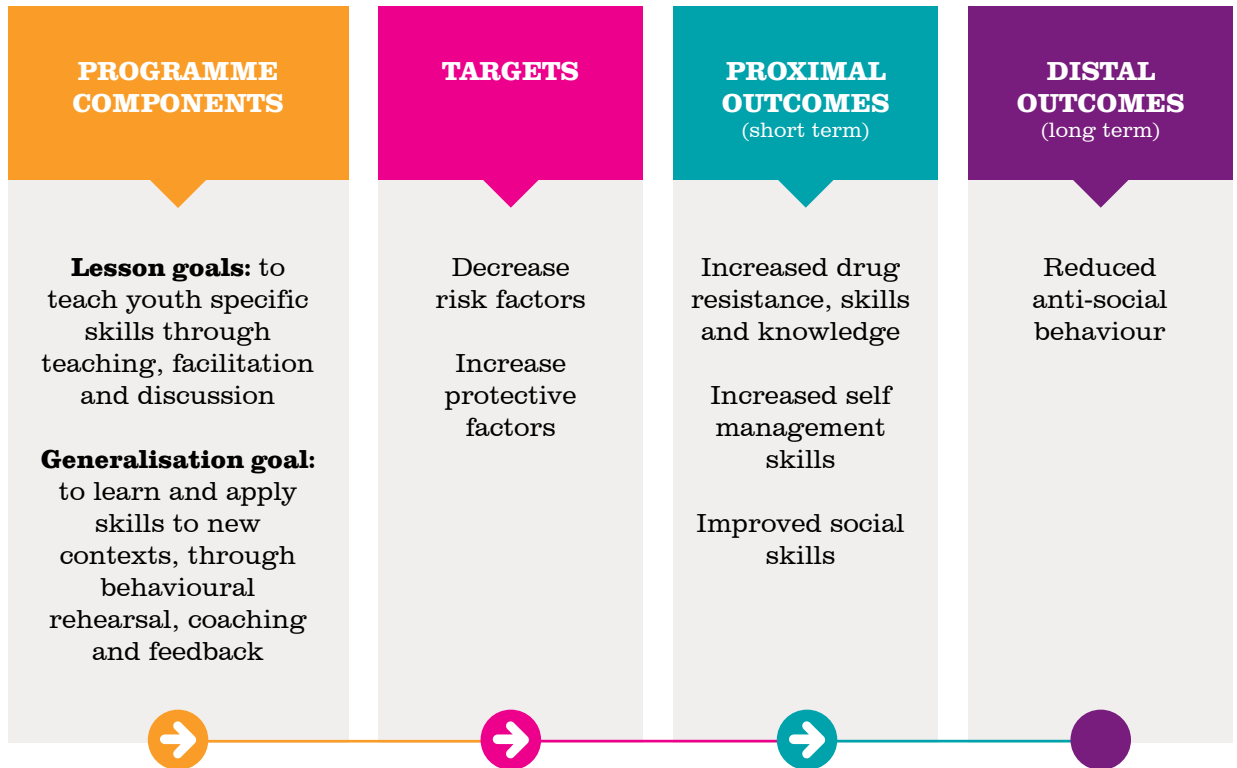 PROGRAMME
COMPONENTS
Lesson goals: to
teach youth specific
skills through
teaching, facilitation
and discussion
Generalisation goal:
to learn and apply
skills to new
contexts, through
behavioural
rehearsal, coaching
and feedback
TARGETS
Decrease
risk factors
Increase
protective
factors
PROXIMAL
OUTCOMES
(short term)
Increased drug
resistance, skills
and knowledge
Increased self
management
skills
Improved social
skills
DISTAL
OUTCOMES
(long term)
Reduced
anti-social
behaviour